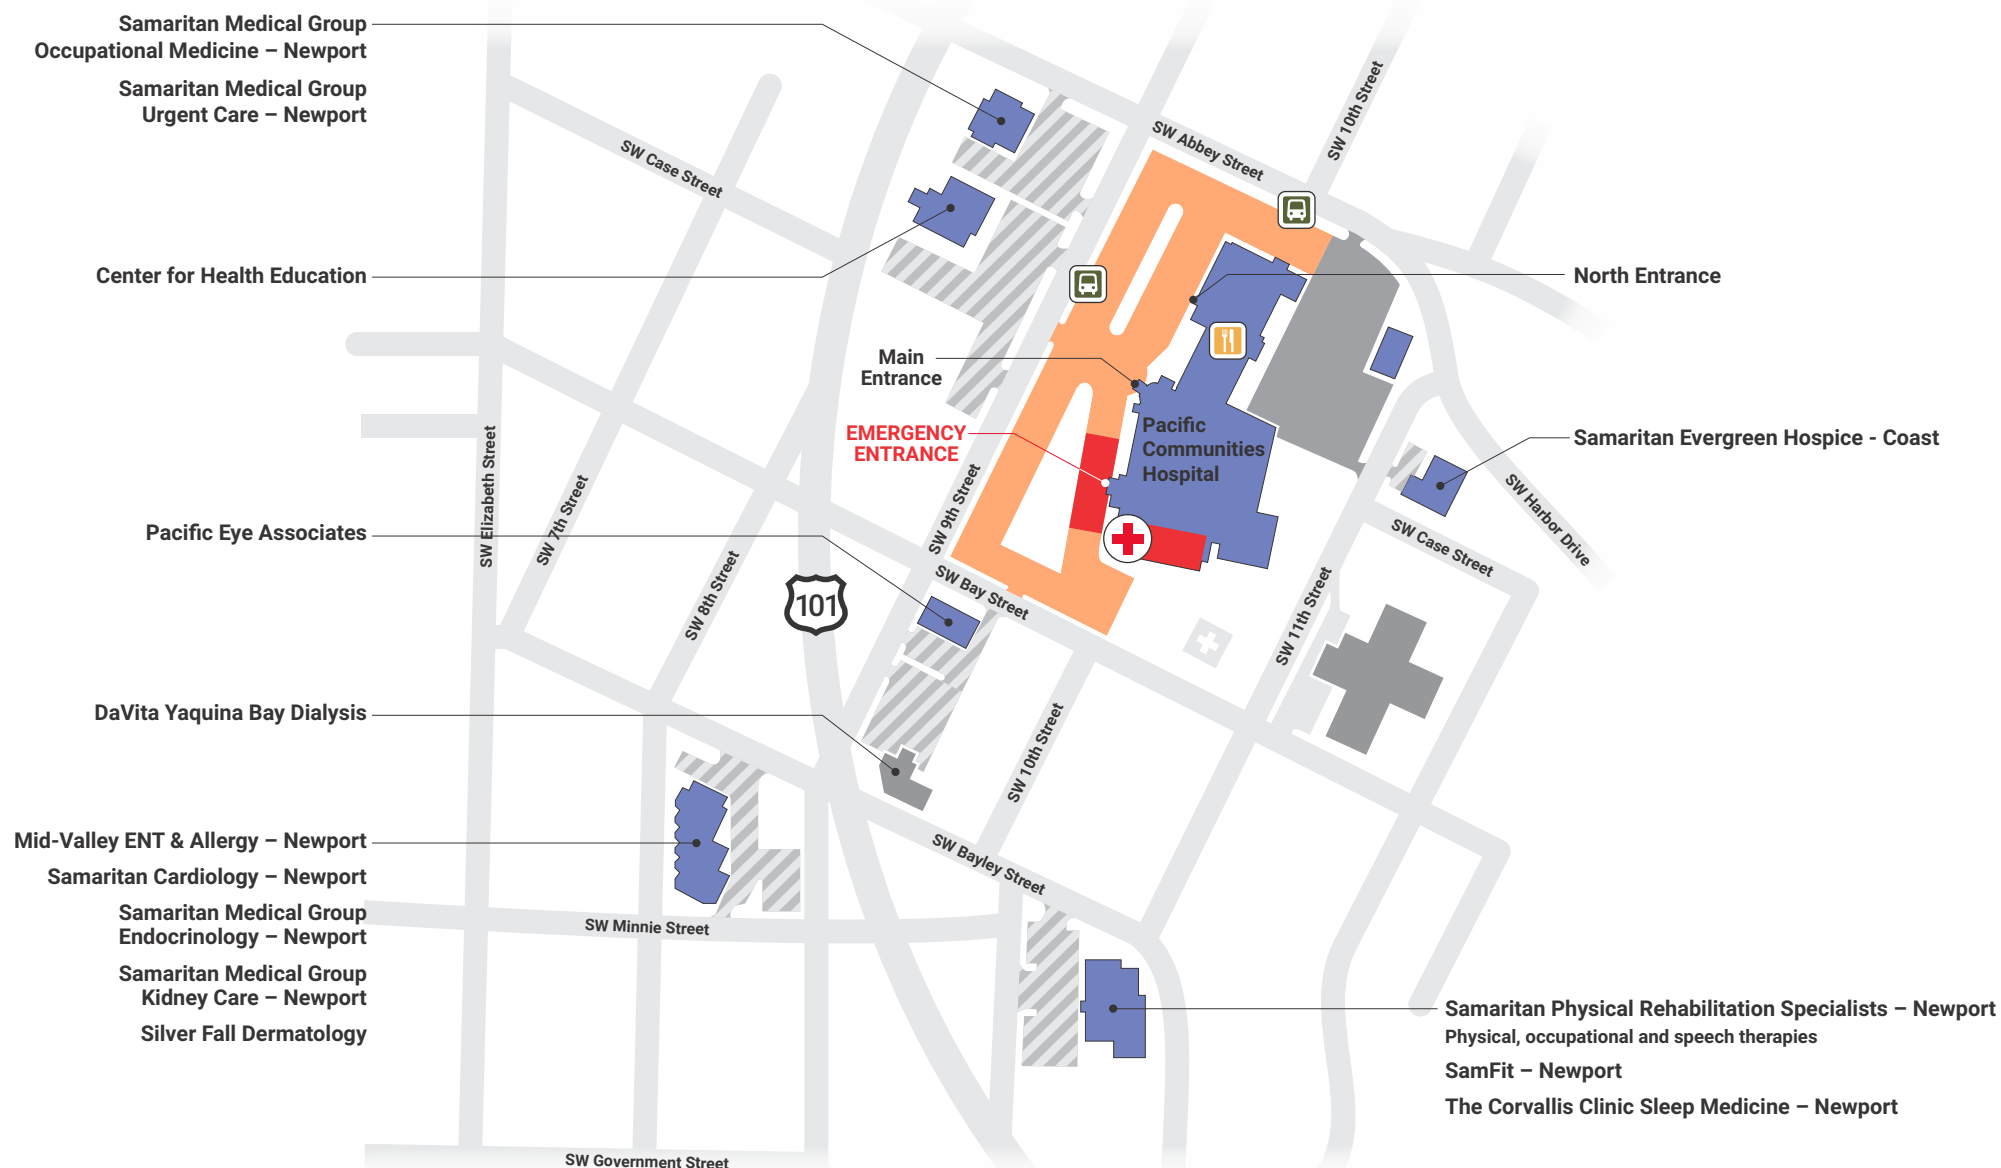 Samaritan Medical Group
Occupational Medicine – Newport
Samaritan Medical Group
Urgent Care – Newport
Center for Health Education
Pacific Eye Associates
DaVita Yaquina Bay Dialysis
Mid-Valley ENT & Allergy – Newport
Samaritan Cardiology – Newport
Samaritan Medical Group
Endocrinology – Newport
Samaritan Medical Group
Kidney Care – Newport
Silver Fall Dermatology
SW Case Street
SW Elizabeth Street
SW 7th Street
SW 8th Street
101
SW Minnie Street
SW Government Street
Main
Entrance
EMERGENCY
ENTRANCE
SW 9th Street
SW Bay Street
SW Abbey Street
SW 10th Street
Pacific
Communities
Hospital
SW 10th Street
SW Bayley Street
SW 11th Street
SW Case Street
SW Harbor Drive
North Entrance
Samaritan Evergreen Hospice - Coast
Samaritan Physical Rehabilitation Specialists – Newport
Physical, occupational and speech therapies
SamFit – Newport
The Corvallis Clinic Sleep Medicine – Newport